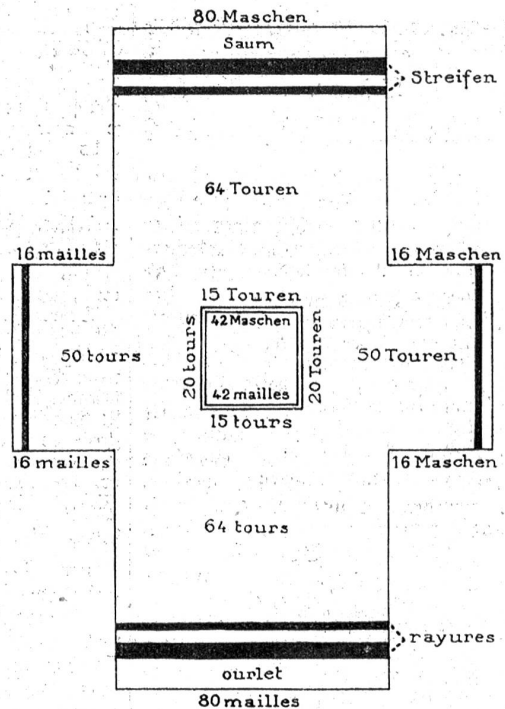 80 Maschen
Saum
Streifen
64 Touren
16 mailles
16 Maschen
15 Touren
42 Maschen
50 tours
20 tours
20 Touren
50 Touren
42 mailles
15 tours
16 mailles
16 Maschen
64 tours
rayures
ourlet
80 mailles